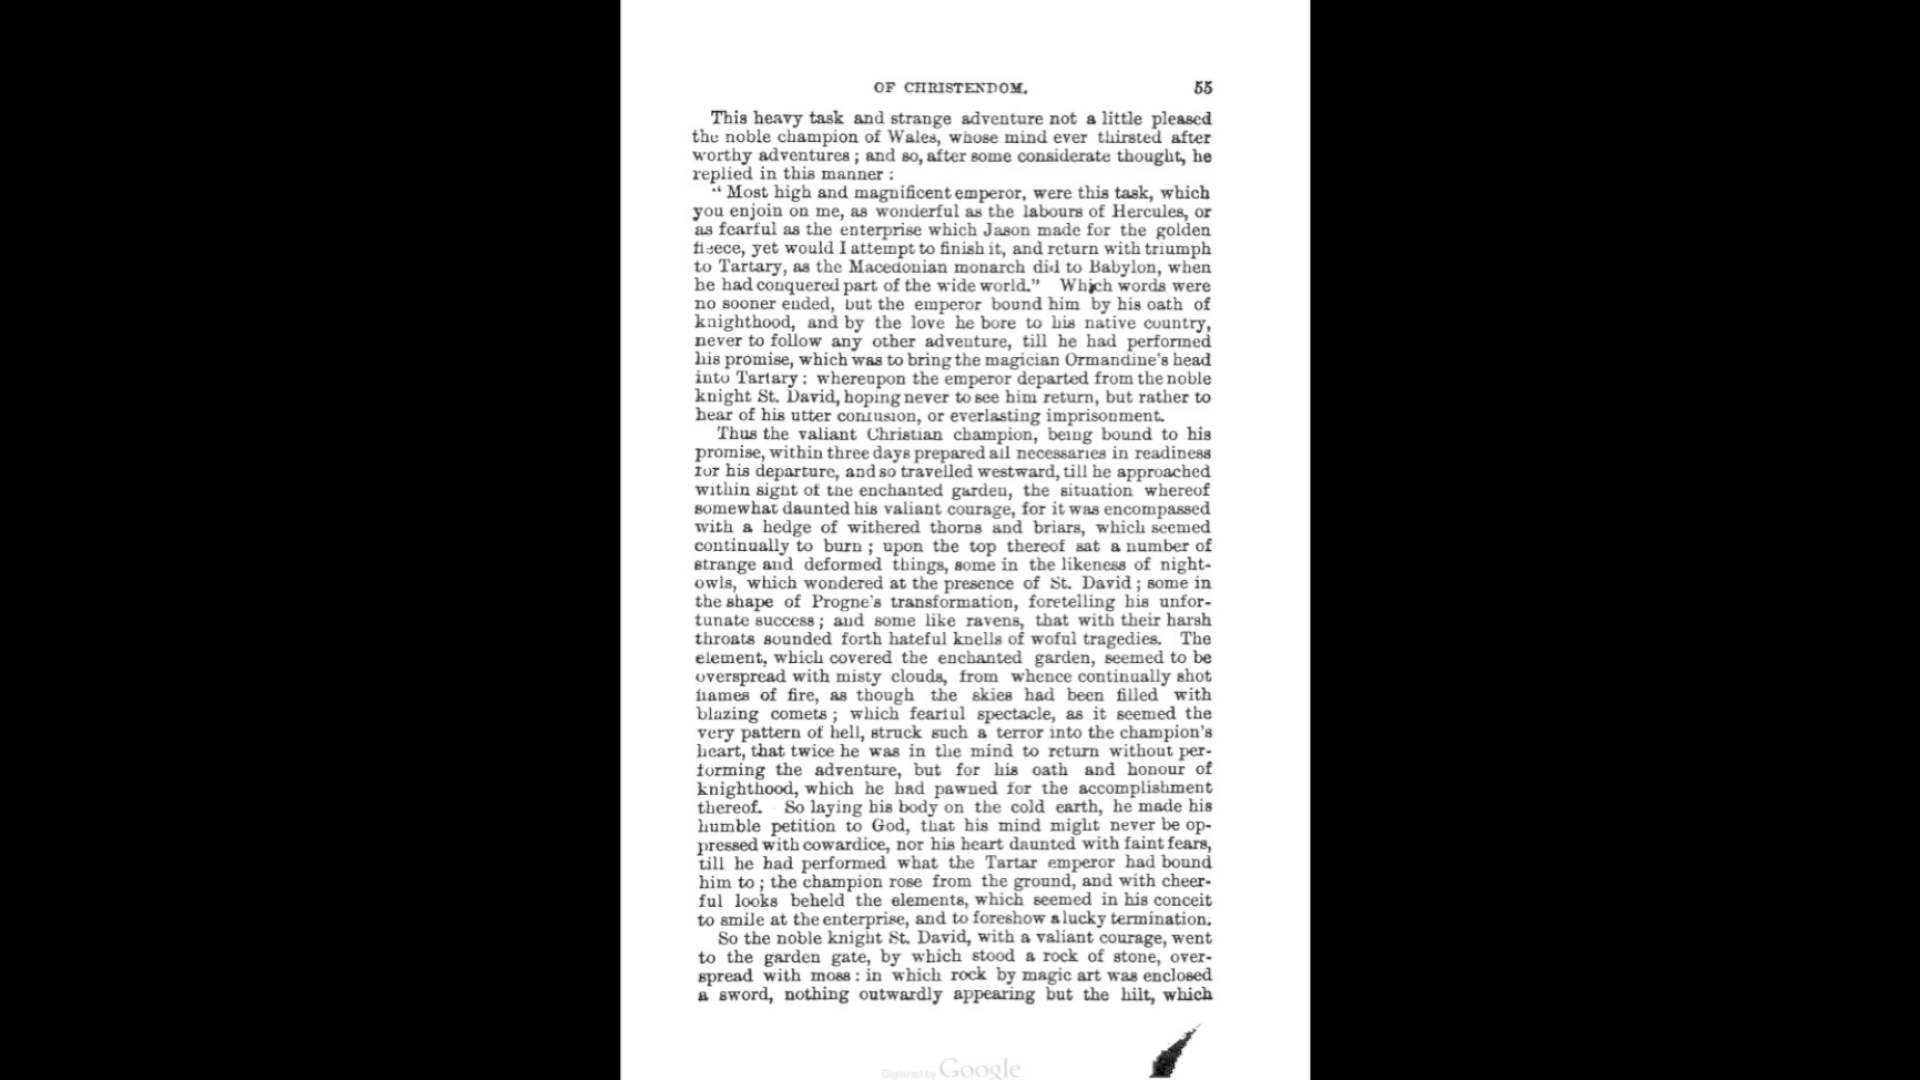 OF CHRISTENDOM. 55
This heavy task and strange adventure not a little pleased
the noble champion of Wales, whose mind ever thirsted after
worthy adventures ; and so, after some considerate thought, he
replied in this manner :
“ Most high and magnificent emperor, were this task, which
you enjoin on me, as wonderful as the labours of Hercules, or
as fearful as the enterprise which Jason made for the golden
fleece, yet would I attempt to finish it, and return with triumph
to Tartary, as the Macedonian monarch did to Babylon, when
he had conquered part of the wide world.” Which words were
no sooner ended, but the emperor bound him by his oath of
knighthood, and by the love he bore to his native country,
never to follow any other adventure, till he had performed
his promise, which was to bring the magician Ormandine's head
into Tartary : whereupon the emperor departed from the noble
knight St. David, hoping never to see him return, but rather to
hear of his utter confusion, or everlasting imprisonment.
Thus the valiant Christian champion, being bound to his
promise, within three days prepared all necessaries in readiness
for his departure, and so travelled westward, till he approached
within sight of the enchanted garden, the situation whereof
somewhat daunted his valiant courage, for it was encompassed
with a hedge of withered thorns and briars, which seemed
continually to burn ; upon the top thereof sat a number of
strange and deformed things, some in the likeness of night-
owls, which wondered at the presence of St. David ; some in
the shape of Progne's transformation, foretelling his unfor-
tunate success ; and some like ravens, that with their harsh
throats sounded forth hateful knells of woful tragedies. The
element, which covered the enchanted garden, seemed to be
overspread with misty clouds, from whence continually shot
flames of fire, as though the skies had been filled with
blazing comets ; which fearful spectacle, as it seemed the
very pattern of hell, struck such a terror into the champion's
heart, that twice he was in the mind to return without per-
forming the adventure, but for his oath and honour of
knighthood, which he had pawned for the accomplishment
thereof. So laying his body on the cold earth, he made his
humble petition to God, that his mind might never be op-
pressed with cowardice, nor his heart daunted with faint fears,
till he had performed what the Tartar emperor had bound
him to ; the champion rose from the ground, and with cheer-
ful looks beheld the elements, which seemed in his conceit
to smile at the enterprise, and to foreshow a lucky termination.
So the noble knight St. David, with a valiant courage, went
to the garden gate, by which stood a rock of stone, over-
spread with moss : in which rock by magic art was enclosed
a sword, nothing outwardly appearing but the hilt, which
Digitized by Google